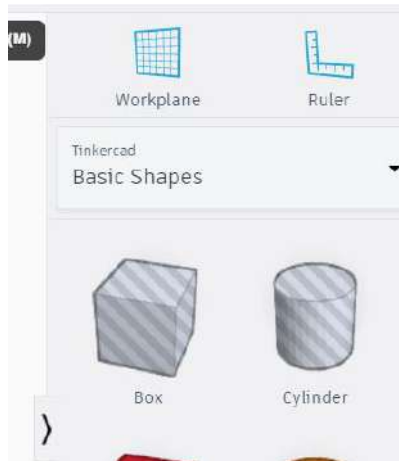 (M)
Workplane Ruler
Tinkercad
Basic Shapes
Box Cylinder